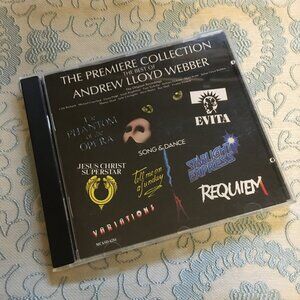 THE PREMIERE COLLECTION
THE BEST OF
ANDREW LLOYD WEBBER
The
PHANTOM
of the
OPERA
EVITA
SONG & DANCE
JESUS CHRIST
SUPERSTAR
tell me on
a sunday
STARLIGHT
EXPRESS
REQUIEM
VARIATIONS